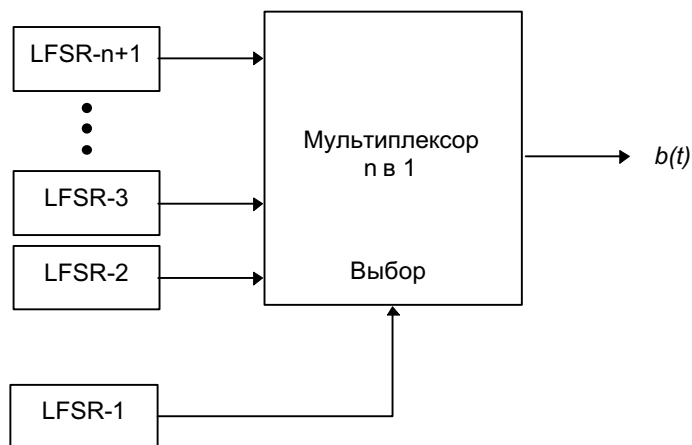 LFSR-n+1
Мультиплексор
n в 1
b(t)
LFSR-3
LFSR-2
Выбор
LFSR-1